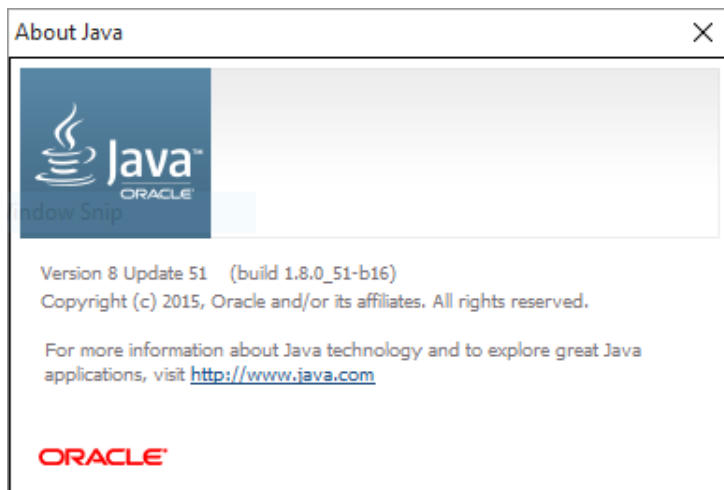 About Java
Java™
ORACLE
indow Snip
Version 8 Update 51 (build 1.8.0_51-b16)
Copyright (c) 2015, Oracle and/or its affiliates. All rights reserved.
For more information about Java technology and to explore great Java
applications, visit http://www.java.com
ORACLE